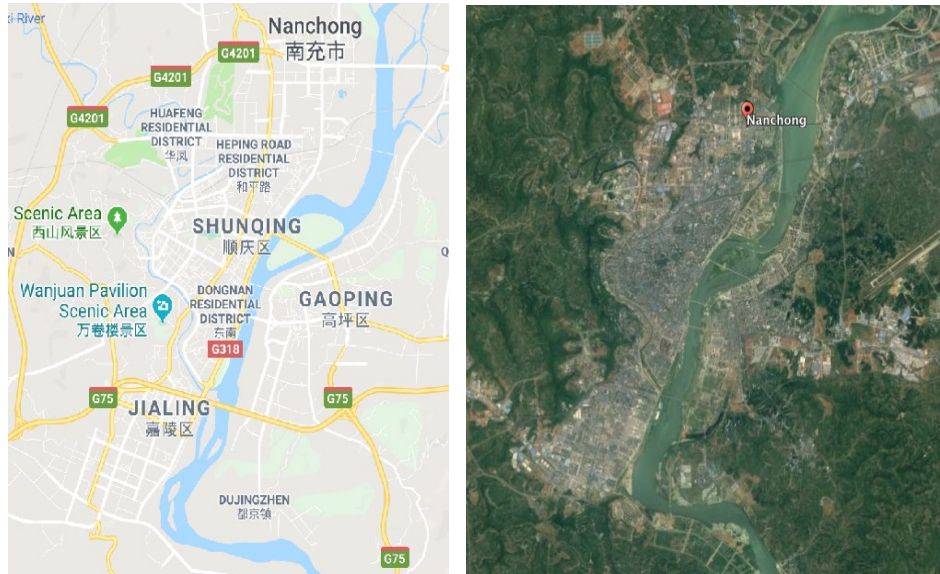 xi-River
Nanchong
南充市
G4201
G4201
G4201
HUAFENG
RESIDENTIAL
DISTRICT
华凤
HEPING ROAD
RESIDENTIAL
DISTRICT
和平路
Scenic Area
西山风景区
SHUNQING
顺庆区
N
Q
Wanjuan Pavilion
Scenic Area
万卷楼景区
DONGNAN
RESIDENTIAL
DISTRICT
东南
GAOPING
高坪区
G318
G75
G75
JIALING
嘉陵区
DUJINGZHEN
都京镇
G75
Nanchong